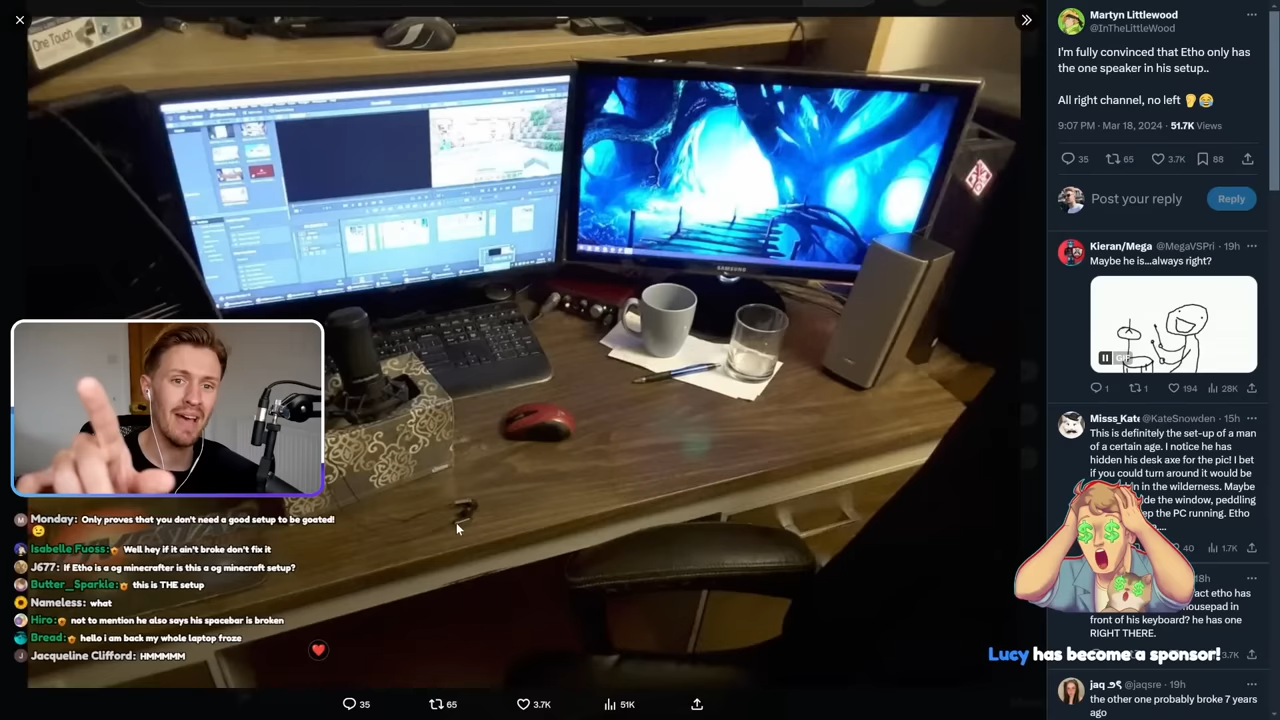 One Touch
SAMSUNG
Monday: Only proves that you don't need a good setup to be goated!
Isabelle Fuoss: Well hey if it ain't broke don't fix it
J677: If Etho is a og minecrafter is this a og minecraft setup?
Butter_Sparkle: this is THE setup
Nameless: what
Hiro: not to mention he also says his spacebar is broken
Bread: hello i am back my whole laptop froze
Jacqueline Clifford: HMMMMM
35
65
3.7K
51K
Martyn Littlewood
@InTheLittleWood
I'm fully convinced that Etho only has
the one speaker in his setup..
All right channel, no left
9:07 PM · Mar 18, 2024 · 51.7K Views
35
65
3.7K
88
Post your reply
Reply
Kieran/Mega @MegaVSPri · 19h
Maybe he is...always right?
GIF
1
1
194
28K
Misss_Kate @KateSnowden · 15h
This is definitely the set-up of a man
of a certain age. I notice he has
hidden his desk axe for the pic! I bet
if you could turn around it would be
in the wilderness. Maybe
the window, peddling
the PC running. Etho
40
1.7K
18h
fact etho has
mousepad in
front of his keyboard? he has one
RIGHT THERE.
3.7K
Lucy has become a sponsor!
@jaqsre · 19h
the other one probably broke 7 years
ago